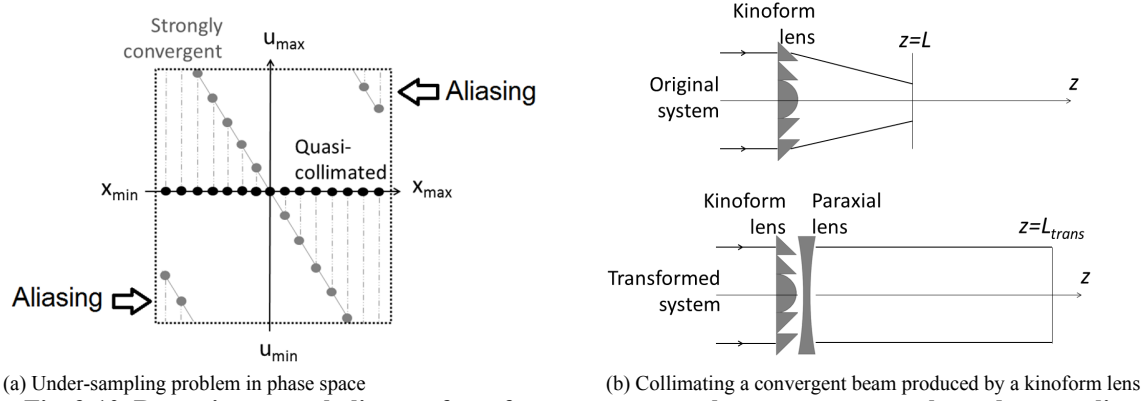 Strongly
convergent
u_max
Aliasing
Quasi-
collimated
x_min
x_max
Aliasing
u_min
(a) Under-sampling problem in phase space
Kinoform
lens
z=L
z
Original
system
Kinoform
lens
Paraxial
lens
z=L_trans
z
Transformed
system
(b) Collimating a convergent beam produced by a kinoform lens